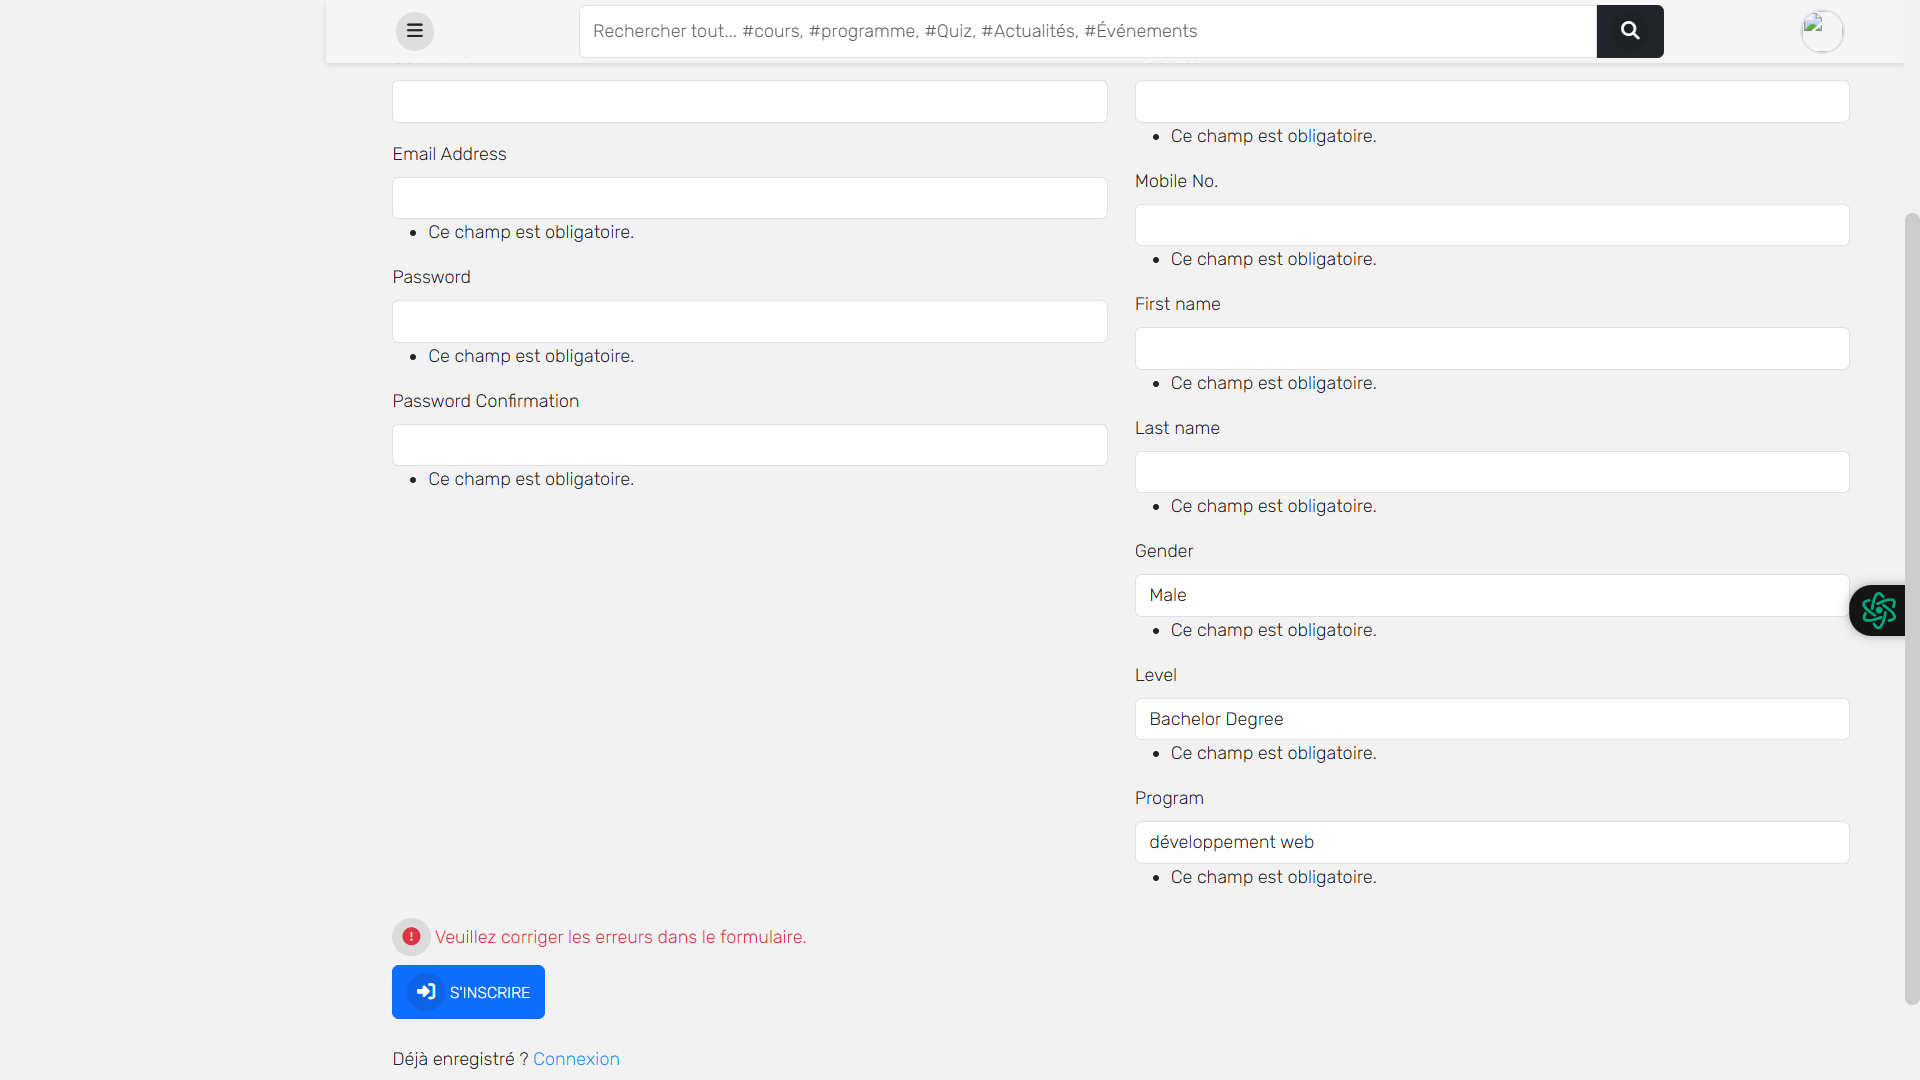 Rechercher tout... #cours, #programme, #Quiz, #Actualités, #Événements
Email Address
Ce champ est obligatoire.
Password
Ce champ est obligatoire.
Password Confirmation
Ce champ est obligatoire.
Ce champ est obligatoire.
Mobile No.
Ce champ est obligatoire.
First name
Ce champ est obligatoire.
Last name
Ce champ est obligatoire.
Gender
Male
Ce champ est obligatoire.
Level
Bachelor Degree
Ce champ est obligatoire.
Program
développement web
Ce champ est obligatoire.
Veuillez corriger les erreurs dans le formulaire.
S'INSCRIRE
Déjà enregistré ? Connexion